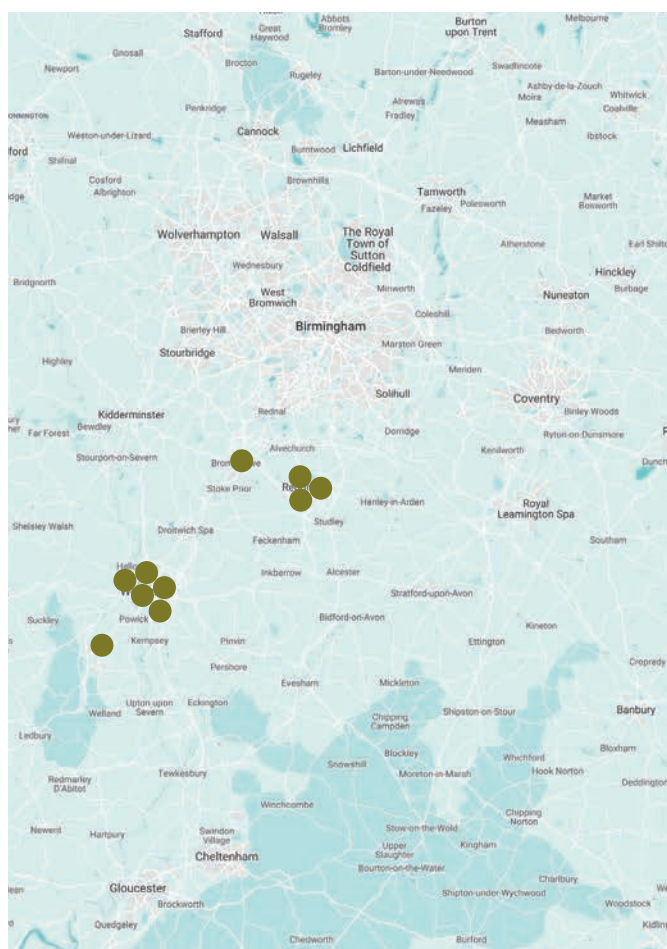 Abbots
Bromley
Melbourne
Burton
upon Trent
Great
Haywood
Stafford
Gnosall
Brocton
Newport
Rugeley
Barton-under-Needwood
Swadlincote
Ashby-de-la-Zouch
Moira
Whitwick
Coalville
Penkridge
Alrewas
Fradley
Measham
Ibstock
Cannock
Weston-under-Lizard
Burntwood
Lichfield
ford
Shifnal
Cosford
Albrighton
Brownhills
Tamworth
Fazeley
Polesworth
Market
Bosworth
dge
Wolverhampton
Walsall
The Royal
Town of
Sutton
Coldfield
Atherstone
Earl Shilt
Wednesbury
Hinckley
Burbage
Bridgnorth
West
Bromwich
Minworth
Nuneaton
Coleshill
Brierley Hill
Birmingham
Bedworth
Stourbridge
Marston Green
Highley
Meriden
Solihull
Coventry
Kidderminster
Rednal
Binley Woods
Bewdley
Far Forest
Dorridge
Ryton-on-Dunsmore
Alvechurch
Kenilworth
Stourport-on-Severn
Dunch
Stoke Prior
Henley-in-Arden
Royal
Leamington Spa
Studley
Shelsley Walsh
Droitwich Spa
Feckenham
Southam
Inkberrow
Alcester
Stratford-upon-Avon
Suckley
Powick
Bidford-on-Avon
Kineton
Kempsey
Pinvin
Ettington
Cropredy
Pershore
Evesham
Mickleton
Upton upon
Severn
Eckington
Welland
Chipping
Campden
Shipston-on-Stour
Banbury
Ledbury
Bloxham
Blockley
Whichford
Snowshill
Moreton-in-Marsh
Hook Norton
Redmarley
D'Abitot
Tewkesbury
Deddington
Winchcombe
Chipping
Norton
Newent
Hartpury
Swindon
Village
Stow-on-the-Wold
Upper
Slaughter
Kingham
Cheltenham
Bourton-on-the-Water
Charlbury
Gloucester
Shipton-under-Wychwood
Brockworth
Woodstock
Quedgeley
Kidlin
Chedworth
Burford